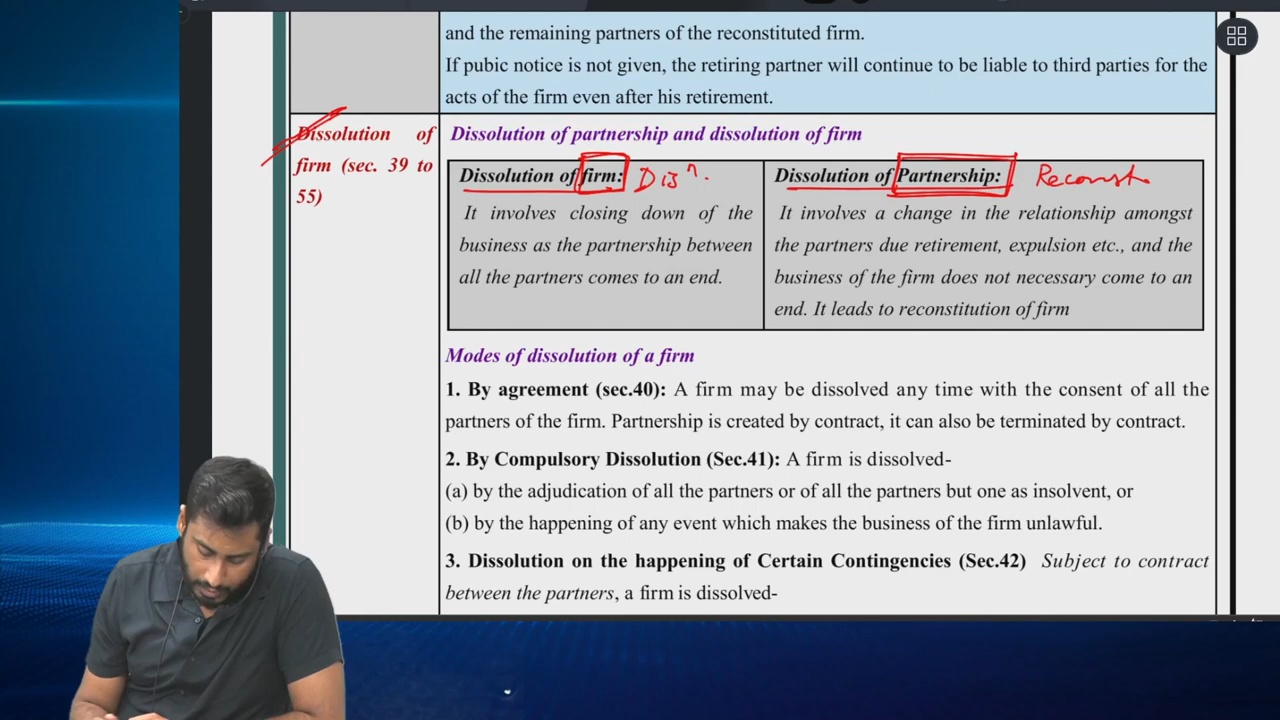 and the remaining partners of the reconstituted firm.
If pubic notice is not given, the retiring partner will continue to be liable to third parties for the
acts of the firm even after his retirement.
Dissolution of
firm (sec. 39 to
55)
Dissolution of partnership and dissolution of firm
Dissolution of firm: Dis^n.
It involves closing down of the
business as the partnership between
all the partners comes to an end.
Dissolution of Partnership:
It involves a change in the relationship amongst
the partners due retirement, expulsion etc., and the
business of the firm does not necessary come to an
end. It leads to reconstitution of firm
Modes of dissolution of a firm
1. By agreement (sec.40): A firm may be dissolved any time with the consent of all the
partners of the firm. Partnership is created by contract, it can also be terminated by contract.
2. By Compulsory Dissolution (Sec.41): A firm is dissolved-
(a) by the adjudication of all the partners or of all the partners but one as insolvent, or
(b) by the happening of any event which makes the business of the firm unlawful.
3. Dissolution on the happening of Certain Contingencies (Sec.42) Subject to contract
between the partners, a firm is dissolved-